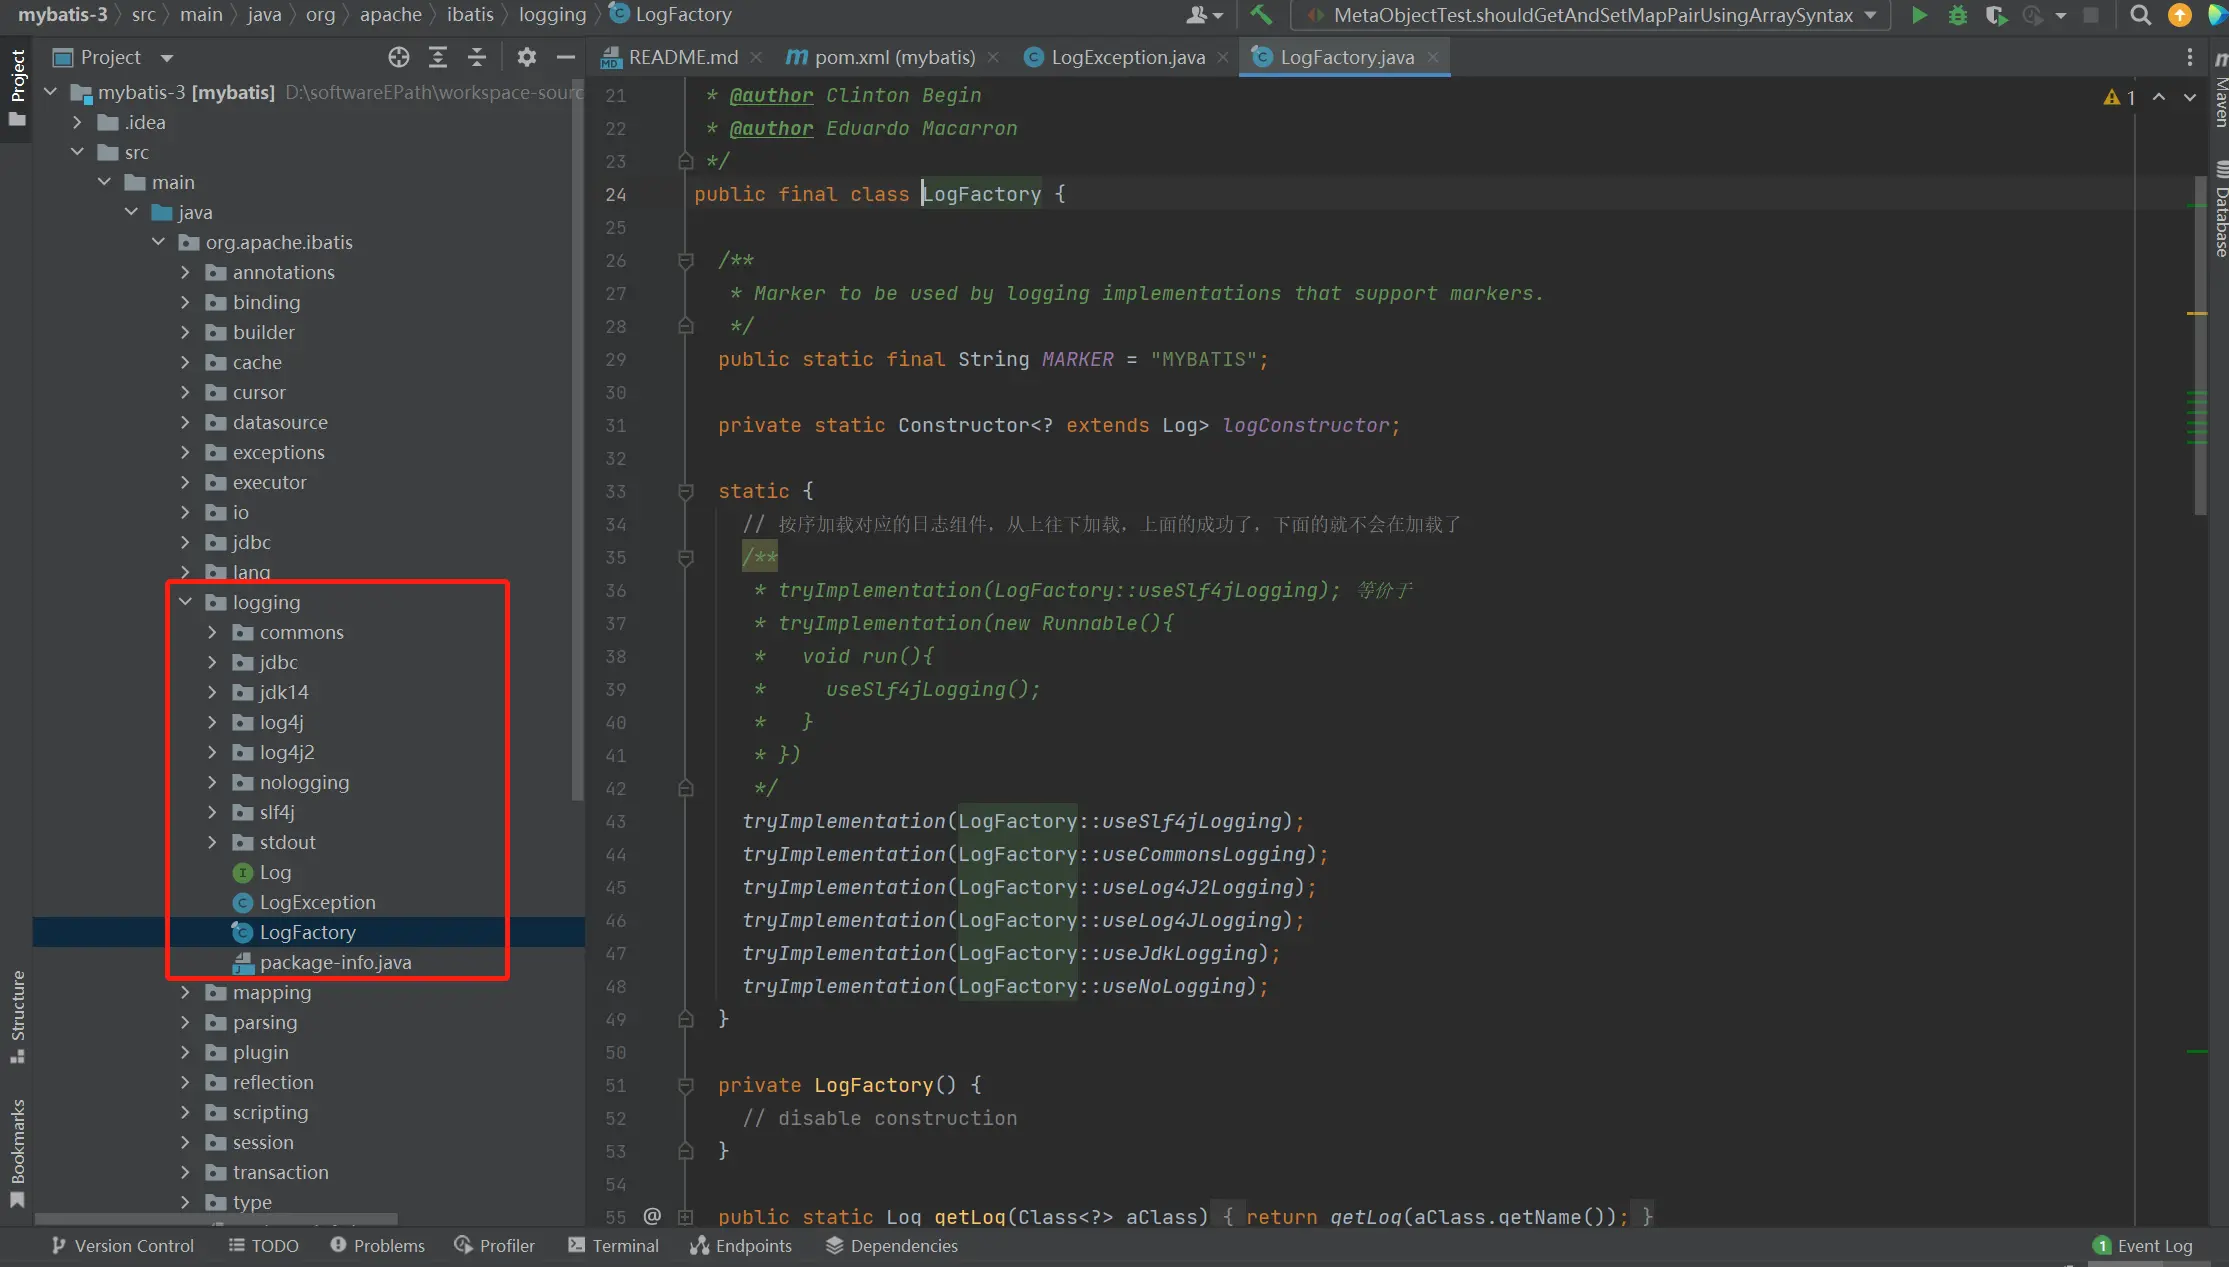 mybatis-3 src main java org apache ibatis logging LogFactory
MetaObjectTest.shouldGetAndSetMapPairUsingArraySyntax
Project
README.md
pom.xml (mybatis)
LogException.java
LogFactory.java
Project
Structure
Bookmarks
mybatis-3 [mybatis] D:\softwareEPath\workspace-sourc
.idea
src
main
java
org.apache.ibatis
annotations
binding
builder
cache
cursor
datasource
exceptions
executor
io
jdbc
lang
logging
commons
jdbc
jdk14
log4j
log4j2
nologging
slf4j
stdout
Log
LogException
LogFactory
package-info.java
mapping
parsing
plugin
reflection
scripting
session
transaction
type
21 * @author Clinton Begin
22 * @author Eduardo Macarron
23 */
24 public final class LogFactory {
25
26 /**
27 * Marker to be used by logging implementations that support markers.
28 */
29 public static final String MARKER = "MYBATIS";
30
31 private static Constructor<? extends Log> logConstructor;
32
33 static {
34 // 按序加载对应的日志组件，从上往下加载，上面的成功了，下面的就不会在加载了
35 /**
36 * tryImplementation(LogFactory::useSlf4jLogging); 等价于
37 * tryImplementation(new Runnable(){
38 * void run(){
39 * useSlf4jLogging();
40 * }
41 * })
42 */
43 tryImplementation(LogFactory::useSlf4jLogging);
44 tryImplementation(LogFactory::useCommonsLogging);
45 tryImplementation(LogFactory::useLog4J2Logging);
46 tryImplementation(LogFactory::useLog4JLogging);
47 tryImplementation(LogFactory::useJdkLogging);
48 tryImplementation(LogFactory::useNoLogging);
49 }
50
51 private LogFactory() {
52 // disable construction
53 }
54
55 @ public static Log getLog(Class<?> aClass) { return getLog(aClass.getName()); }
1
Maven
Database
Version Control
TODO
Problems
Profiler
Terminal
Endpoints
Dependencies
1 Event Log